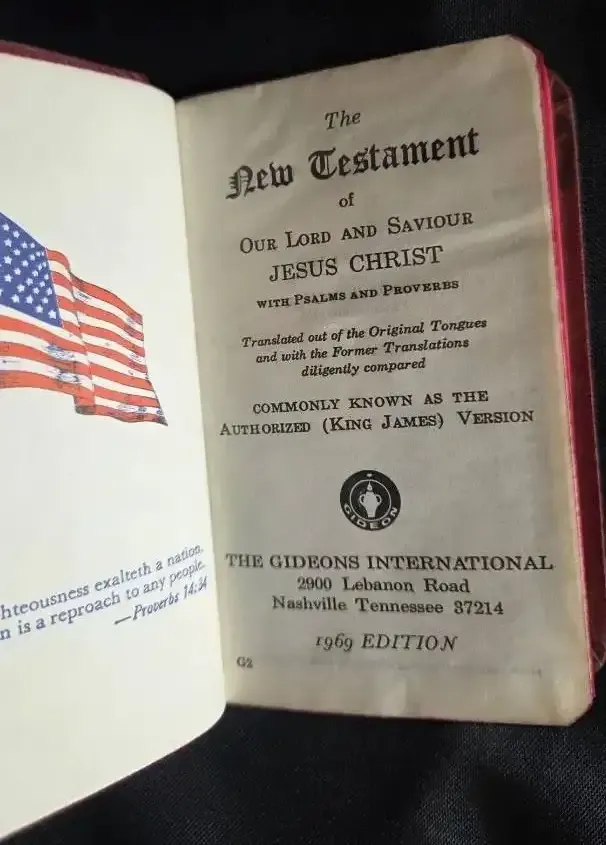 hteousness exalteth a nation,
n is a reproach to any people.
—Proverbs 14:34
The
New Testament
of
OUR LORD AND SAVIOUR
JESUS CHRIST
WITH PSALMS AND PROVERBS
Translated out of the Original Tongues
and with the Former Translations
diligently compared
COMMONLY KNOWN AS THE
AUTHORIZED (KING JAMES) VERSION
GIDEON
THE GIDEONS INTERNATIONAL
2900 Lebanon Road
Nashville Tennessee 37214
1969 EDITION
G2